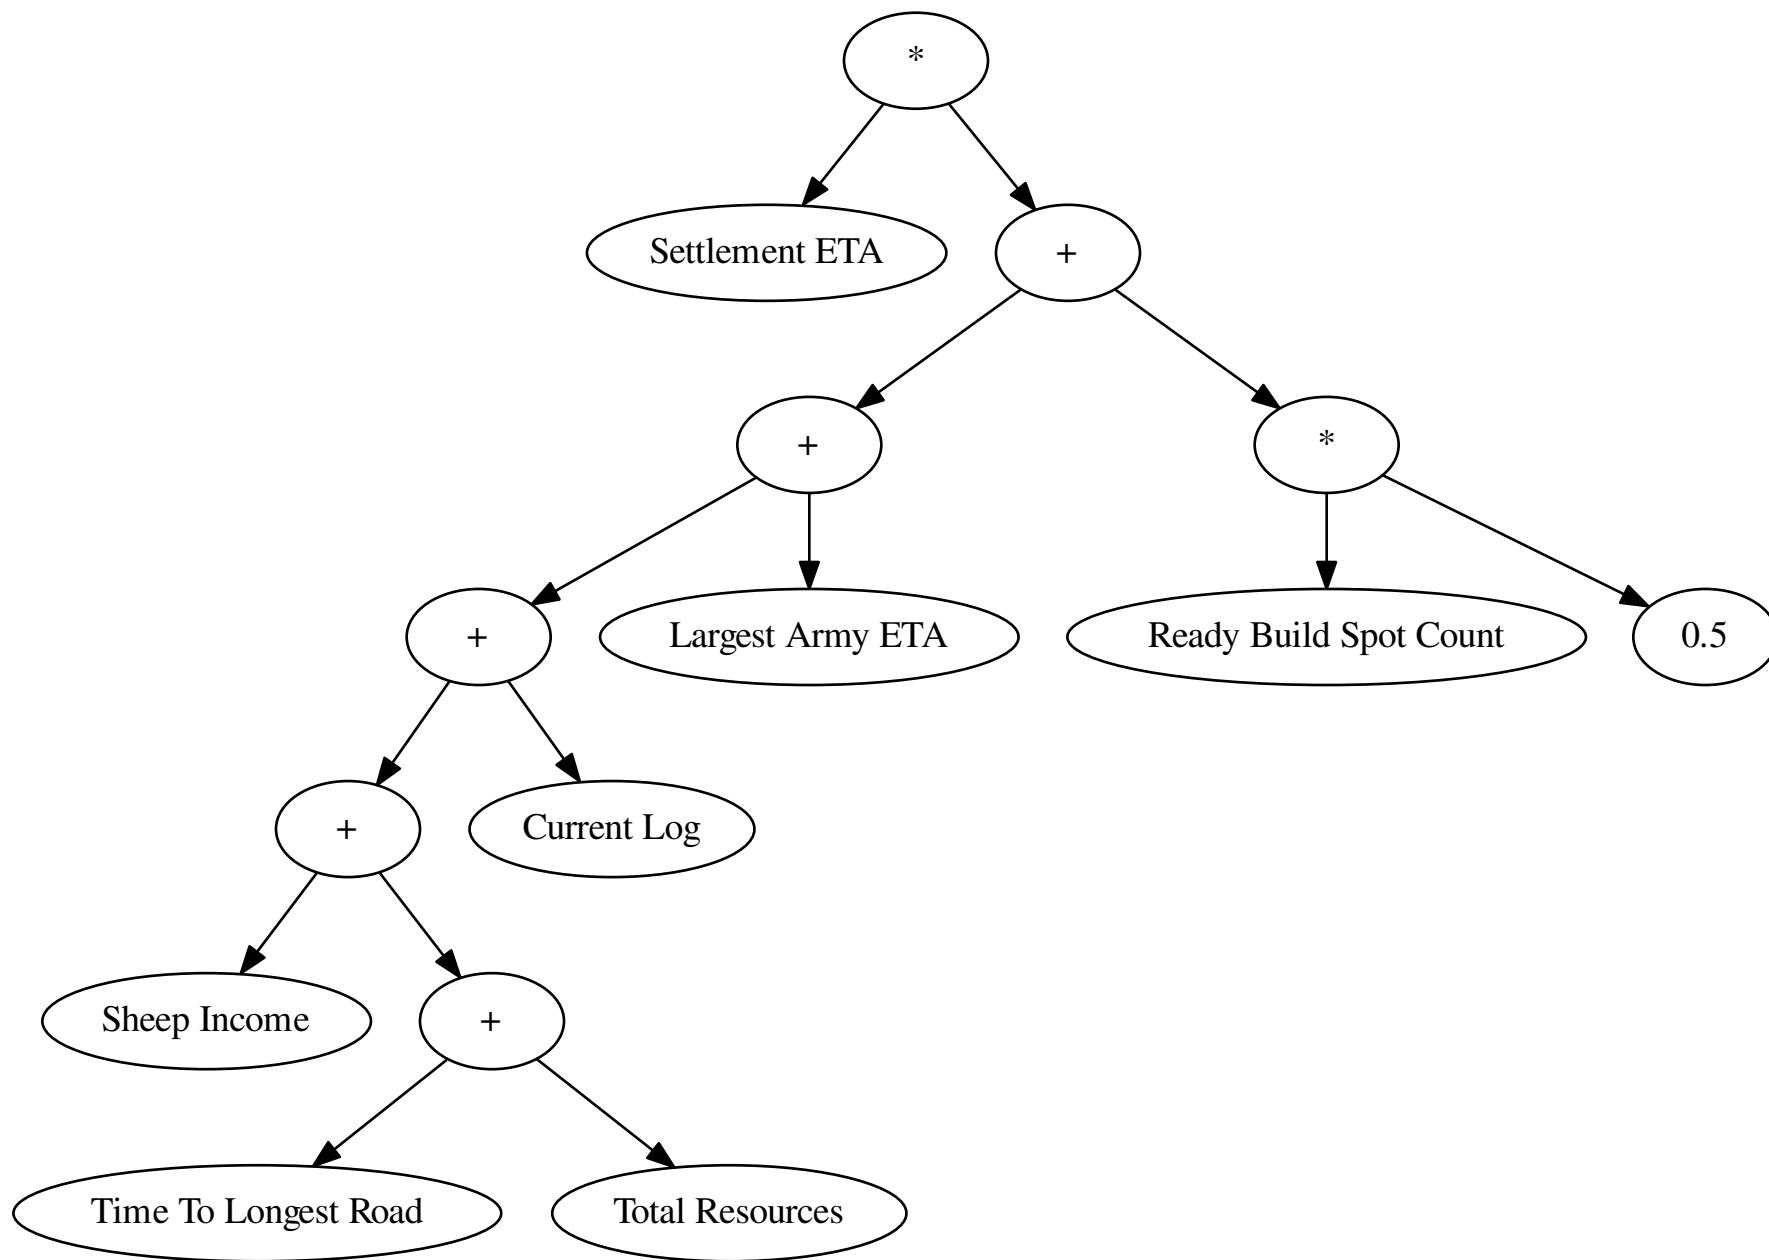 *
Settlement ETA
+
+
*
+
Largest Army ETA
Ready Build Spot Count
0.5
+
Current Log
Sheep Income
+
Time To Longest Road
Total Resources